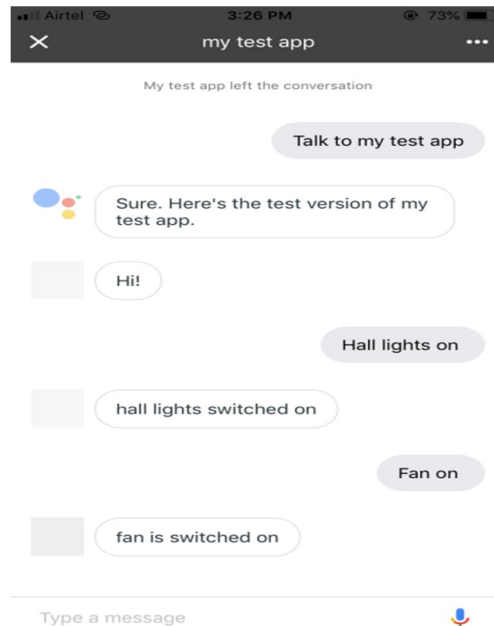 Airtel 3:26 PM 73%
my test app
My test app left the conversation
Talk to my test app
Sure. Here's the test version of my
test app.
Hi!
Hall lights on
hall lights switched on
Fan on
fan is switched on
Type a message